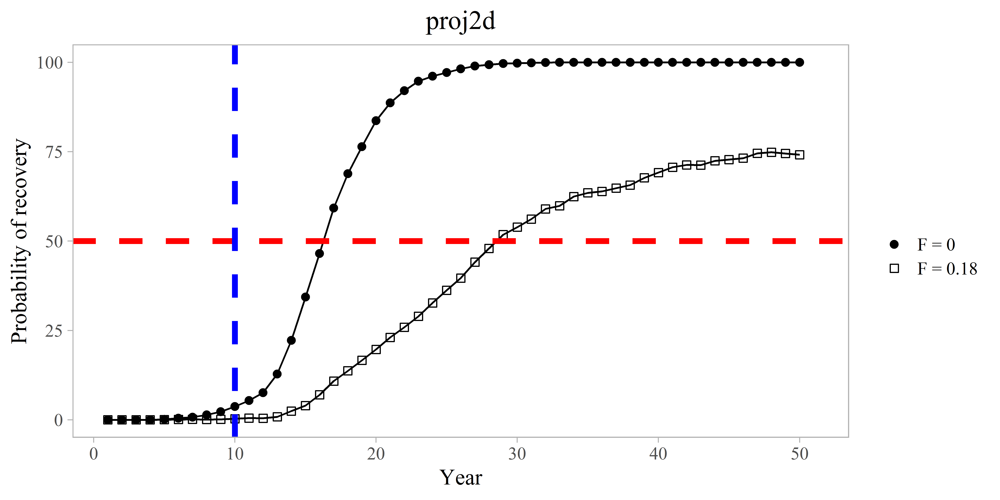 proj2d
Probability of recovery
100
75
50
25
0
0 10 20 30 40 50
Year
F = 0
F = 0.18